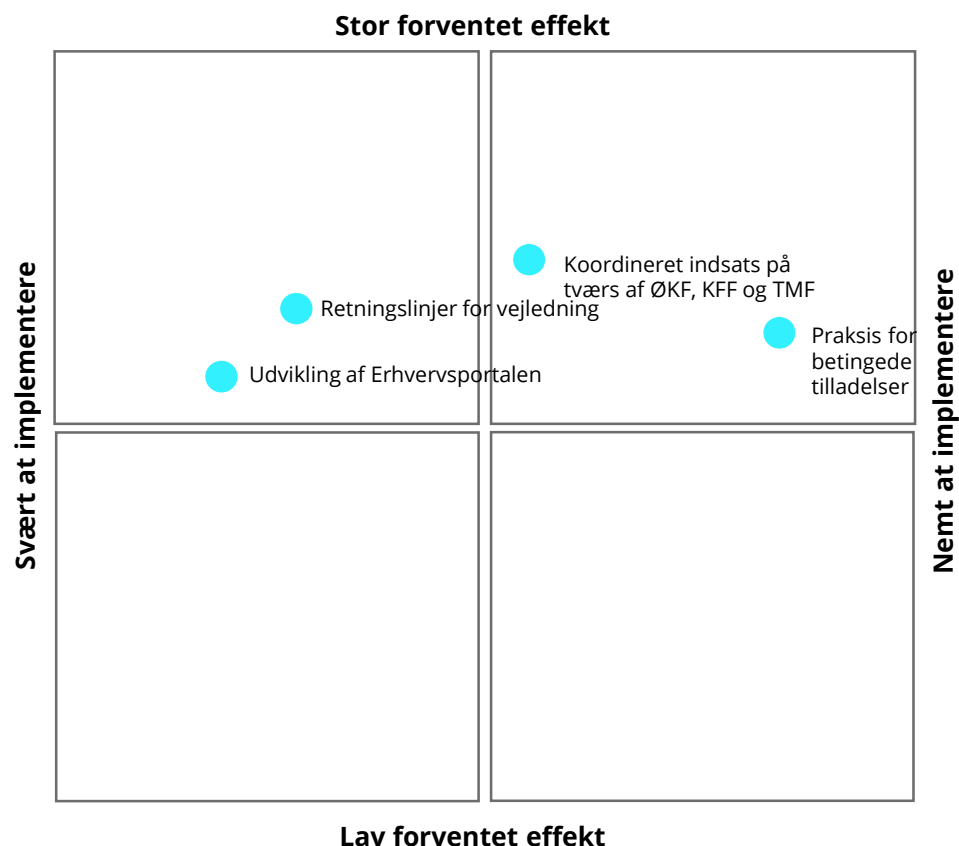 Stor forventet effekt
Koordineret indsats på
tværs af ØKF, KFF og TMF
Retningslinjer for vejledning
Praksis for
betingede
tilladelser
Udvikling af Erhvervsportalen
Svært at implementere
Nemt at implementere
Lav forventet effekt